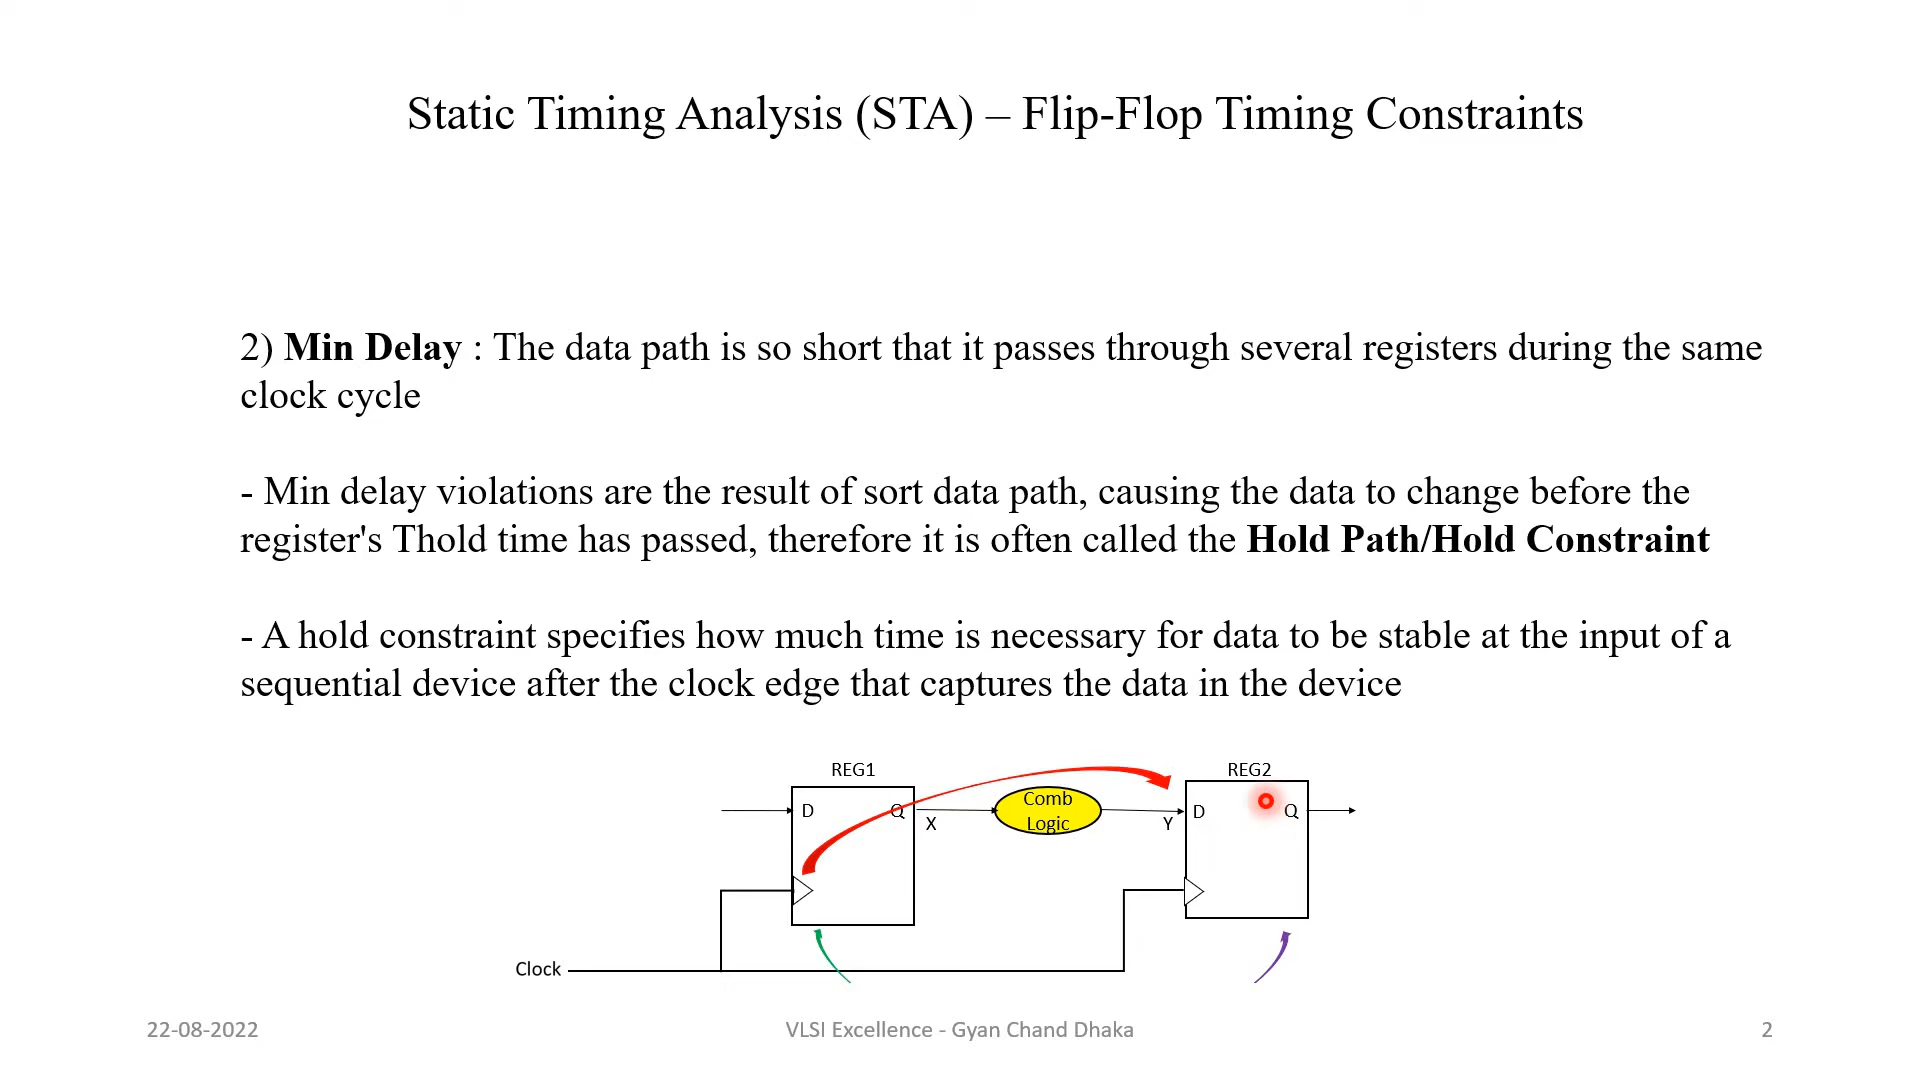 Static Timing Analysis (STA) – Flip-Flop Timing Constraints
2) Min Delay : The data path is so short that it passes through several registers during the same
clock cycle
- Min delay violations are the result of sort data path, causing the data to change before the
register's Thold time has passed, therefore it is often called the Hold Path/Hold Constraint
- A hold constraint specifies how much time is necessary for data to be stable at the input of a
sequential device after the clock edge that captures the data in the device
REG1
REG2
D
Q
X
Comb
Logic
Y
D
Q
Clock
22-08-2022
VLSI Excellence - Gyan Chand Dhaka
2